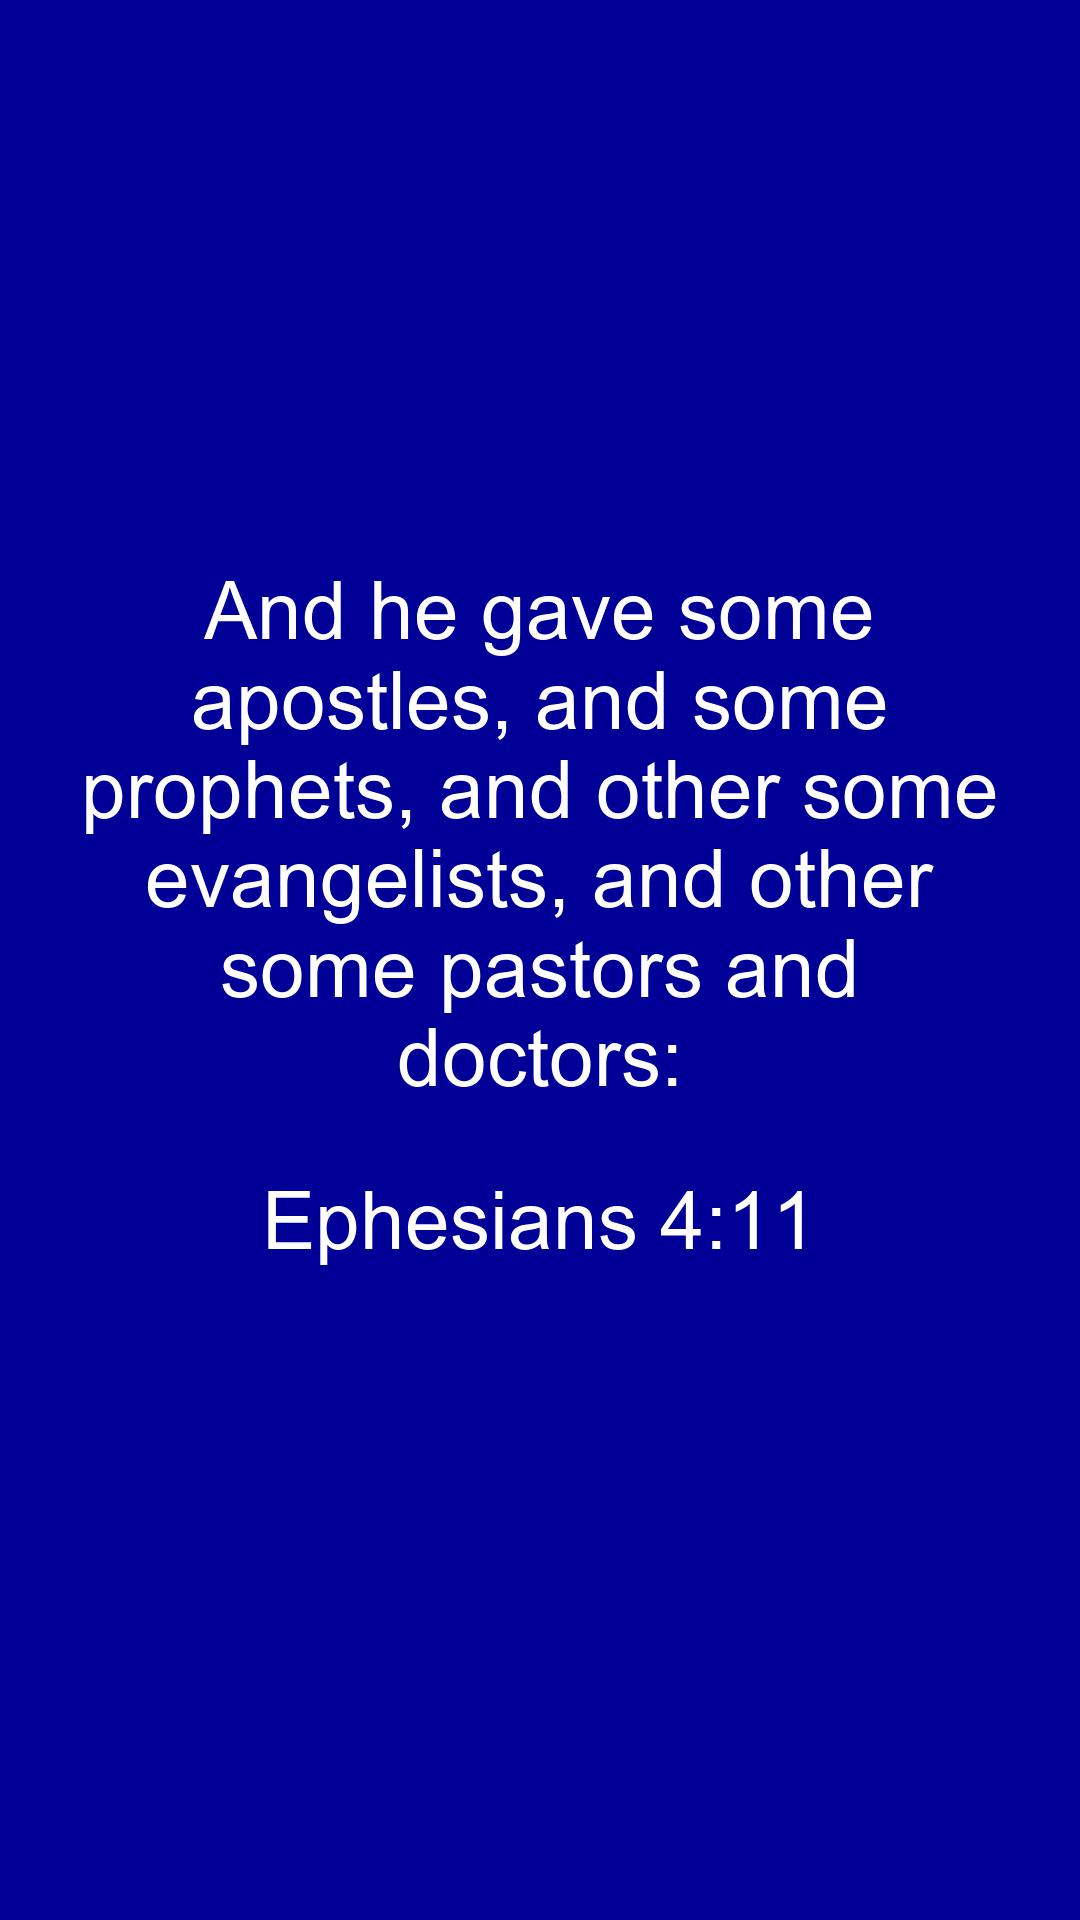 And he gave some
apostles, and some
prophets, and other some
evangelists, and other
some pastors and
doctors:
Ephesians 4:11